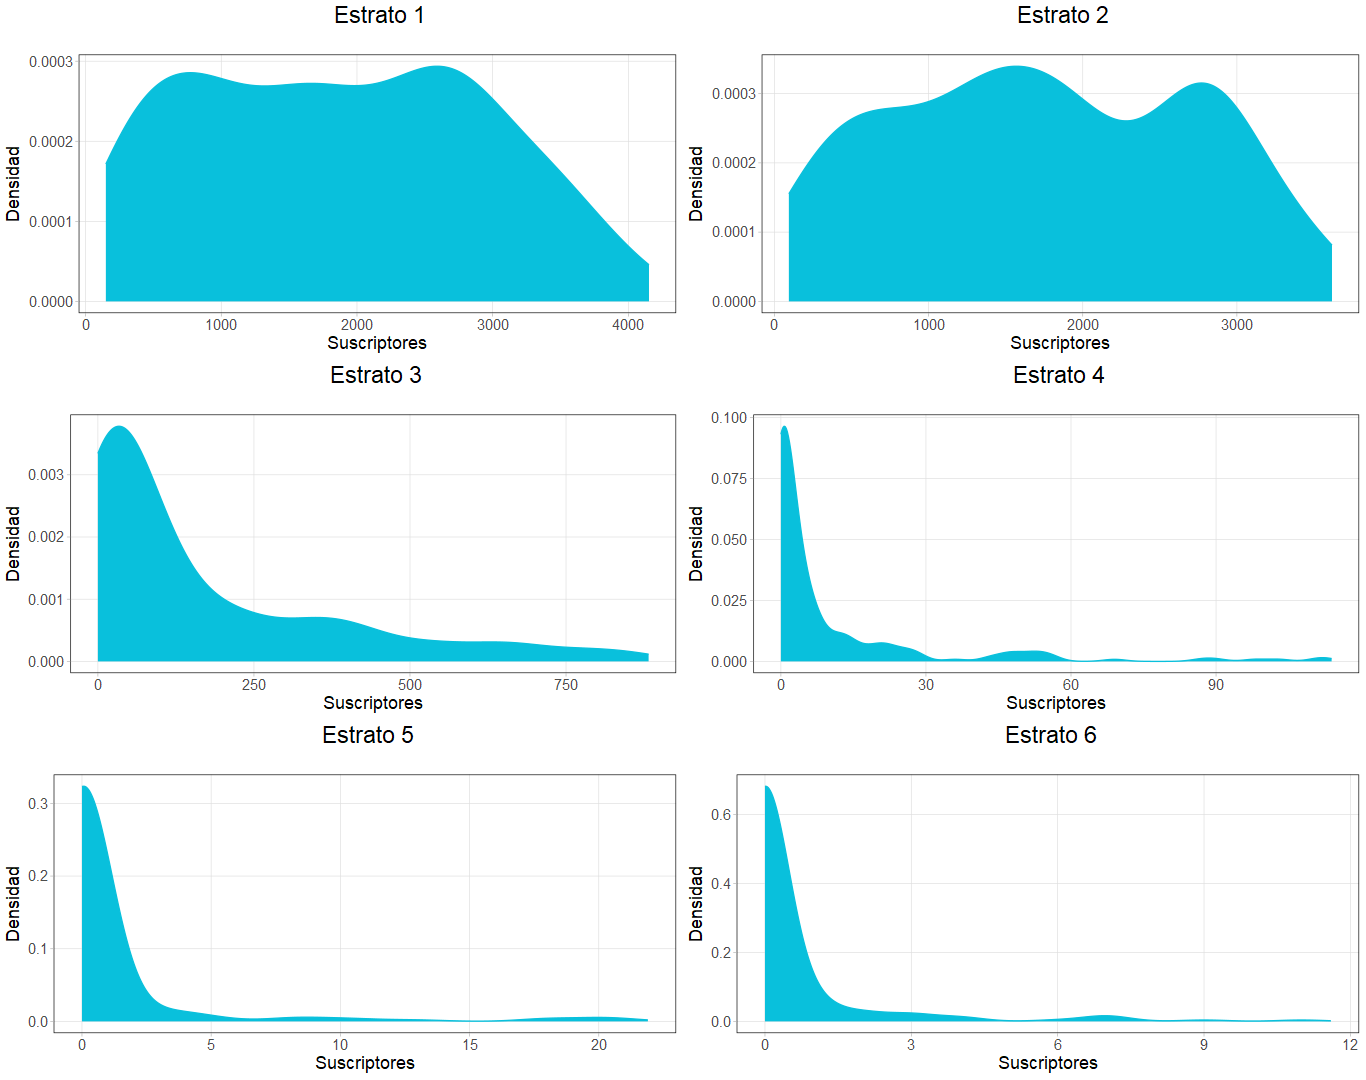 Estrato 1
Densidad
0.0003
0.0002
0.0001
0.0000
0 1000 2000 3000 4000
Suscriptores
Estrato 2
Densidad
0.0003
0.0002
0.0001
0.0000
0 1000 2000 3000
Suscriptores
Estrato 3
Densidad
0.003
0.002
0.001
0.000
0 250 500 750
Suscriptores
Estrato 4
Densidad
0.100
0.075
0.050
0.025
0.000
0 30 60 90
Suscriptores
Estrato 5
Densidad
0.3
0.2
0.1
0.0
0 5 10 15 20
Suscriptores
Estrato 6
Densidad
0.6
0.4
0.2
0.0
0 3 6 9 12
Suscriptores